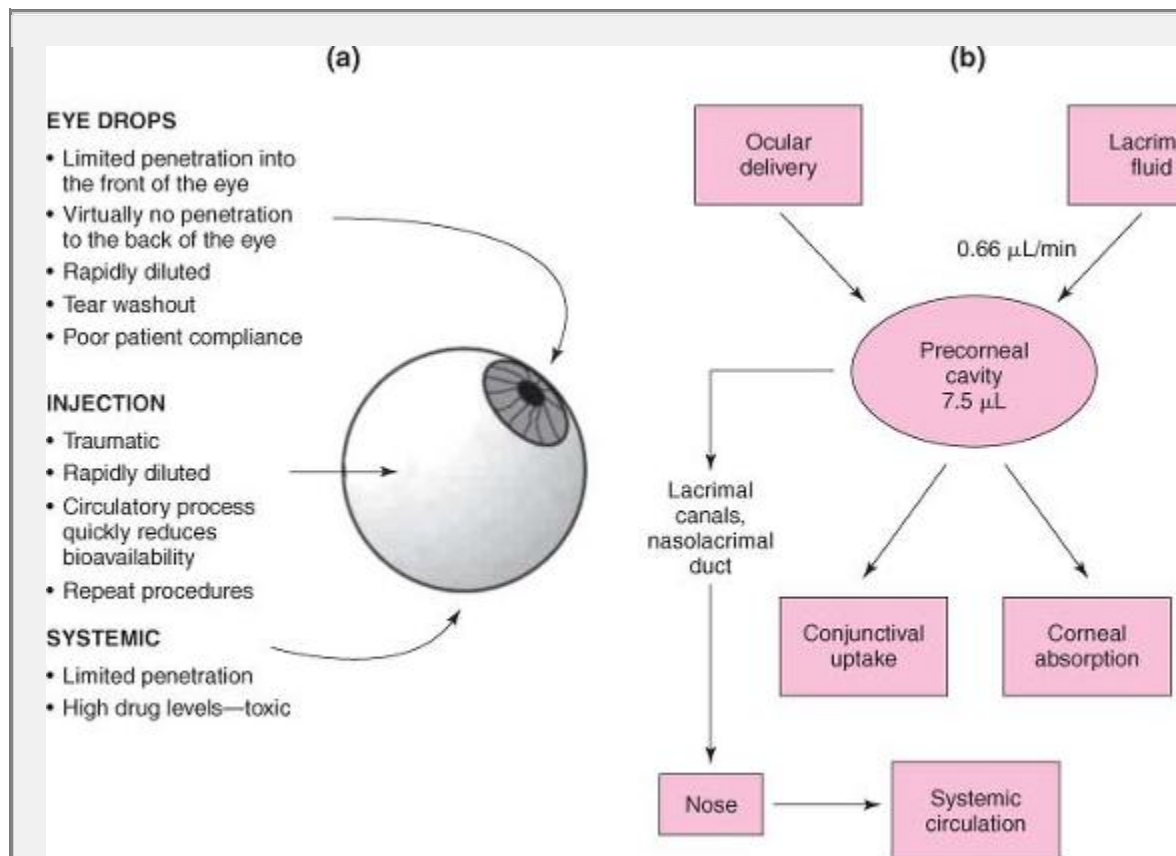 (a)
EYE DROPS
• Limited penetration into
the front of the eye
• Virtually no penetration
to the back of the eye
• Rapidly diluted
• Tear washout
• Poor patient compliance
INJECTION
• Traumatic
• Rapidly diluted
• Circulatory process
quickly reduces
bioavailability
• Repeat procedures
SYSTEMIC
• Limited penetration
• High drug levels—toxic
(b)
Ocular
delivery
fluid
0.66 μL/min
Precorneal
cavity
7.5 μL
Lacrimal
canals,
nasolacrimal
duct
Conjunctival
uptake
Corneal
absorption
Nose
Systemic
circulation